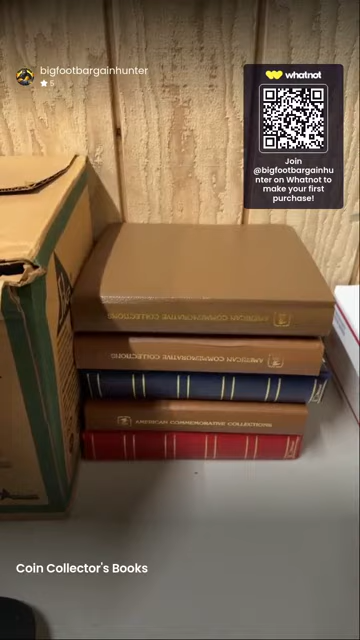 bigfootbargainhunter
★ 5
whatnot
Join
@bigfootbargainhu
nter on Whatnot to
make your first
purchase!
AMERICAN COMMEMORATIVE COLLECTIONS
AMERICAN COMMEMORATIVE COLLECTIONS
AMERICAN COMMEMORATIVE COLLECTIONS
Coin Collector's Books